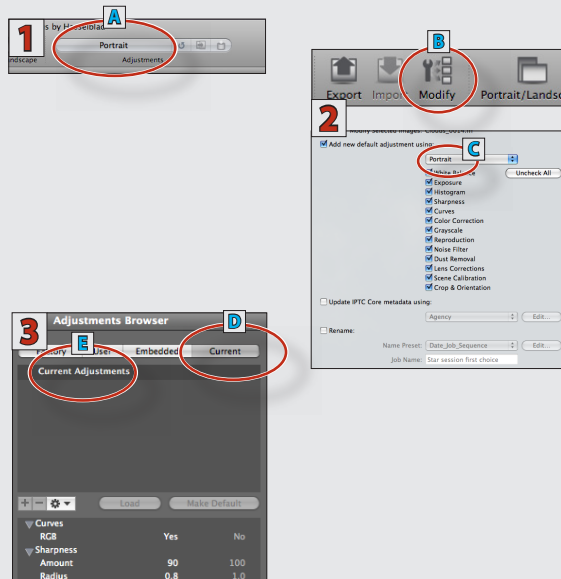 1
A
s by Hasselblad
Portrait
ndscape
Adjustments
B
Export Import Modify Portrait/Landsc
2
Modify Selected Images:
Add new default adjustment using:
C
Portrait
White Balance
Uncheck All
Exposure
Histogram
Sharpness
Curves
Color Correction
Grayscale
Reproduction
Noise Filter
Dust Removal
Lens Corrections
Scene Calibration
Crop & Orientation
Update IPTC Core metadata using:
Agency
Edit...
Rename:
Name Preset: Date_Job_Sequence
Edit...
Job Name: Star session first choice
3
Adjustments Browser
D
E
User Embedded Current
Current Adjustments
Load Make Default
Curves
RGB Yes No
Sharpness
Amount 90 100
Radius 0.8 1.0